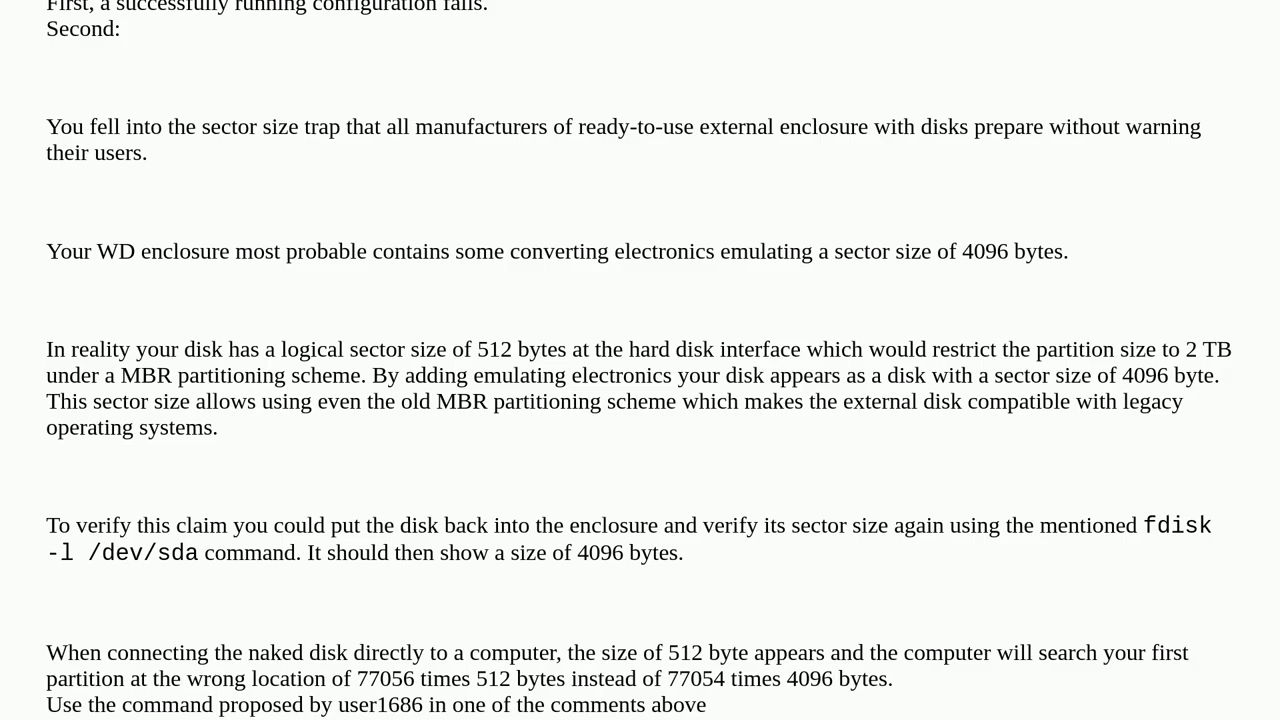 First, a successfully running configuration fails.
Second:
You fell into the sector size trap that all manufacturers of ready-to-use external enclosure with disks prepare without warning
their users.
Your WD enclosure most probable contains some converting electronics emulating a sector size of 4096 bytes.
In reality your disk has a logical sector size of 512 bytes at the hard disk interface which would restrict the partition size to 2 TB
under a MBR partitioning scheme. By adding emulating electronics your disk appears as a disk with a sector size of 4096 byte.
This sector size allows using even the old MBR partitioning scheme which makes the external disk compatible with legacy
operating systems.
To verify this claim you could put the disk back into the enclosure and verify its sector size again using the mentioned fdisk
-l /dev/sda command. It should then show a size of 4096 bytes.
When connecting the naked disk directly to a computer, the size of 512 byte appears and the computer will search your first
partition at the wrong location of 77056 times 512 bytes instead of 77054 times 4096 bytes.
Use the command proposed by user1686 in one of the comments above